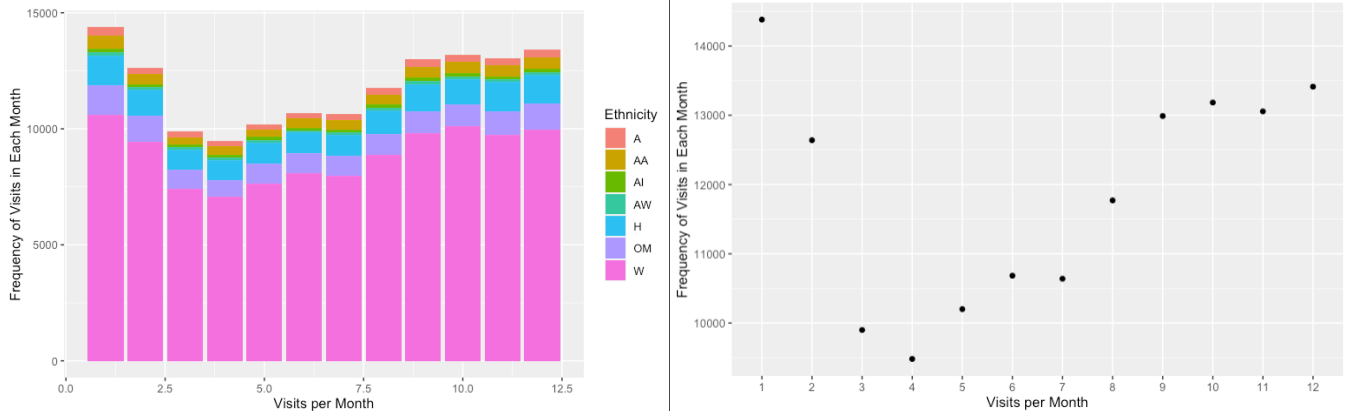 15000
10000
5000
0
0.0
2.5
5.0
7.5
10.0
12.5
Visits per Month
Frequency of Visits in Each Month
Ethnicity
A
AA
AI
AW
H
OM
W
14000
13000
12000
11000
10000
1
2
3
4
5
6
7
8
9
10
11
12
Visits per Month
Frequency of Visits in Each Month